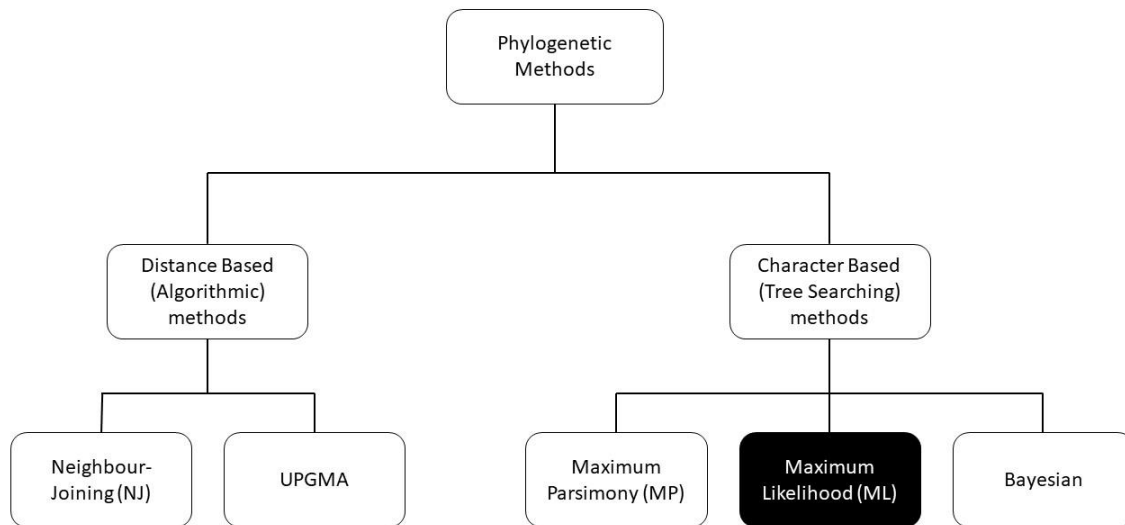 Phylogenetic
Methods
Distance Based
(Algorithmic)
methods
Character Based
(Tree Searching)
methods
Neighbour-
Joining (NJ)
UPGMA
Maximum
Parsimony (MP)
Maximum
Likelihood (ML)
Bayesian